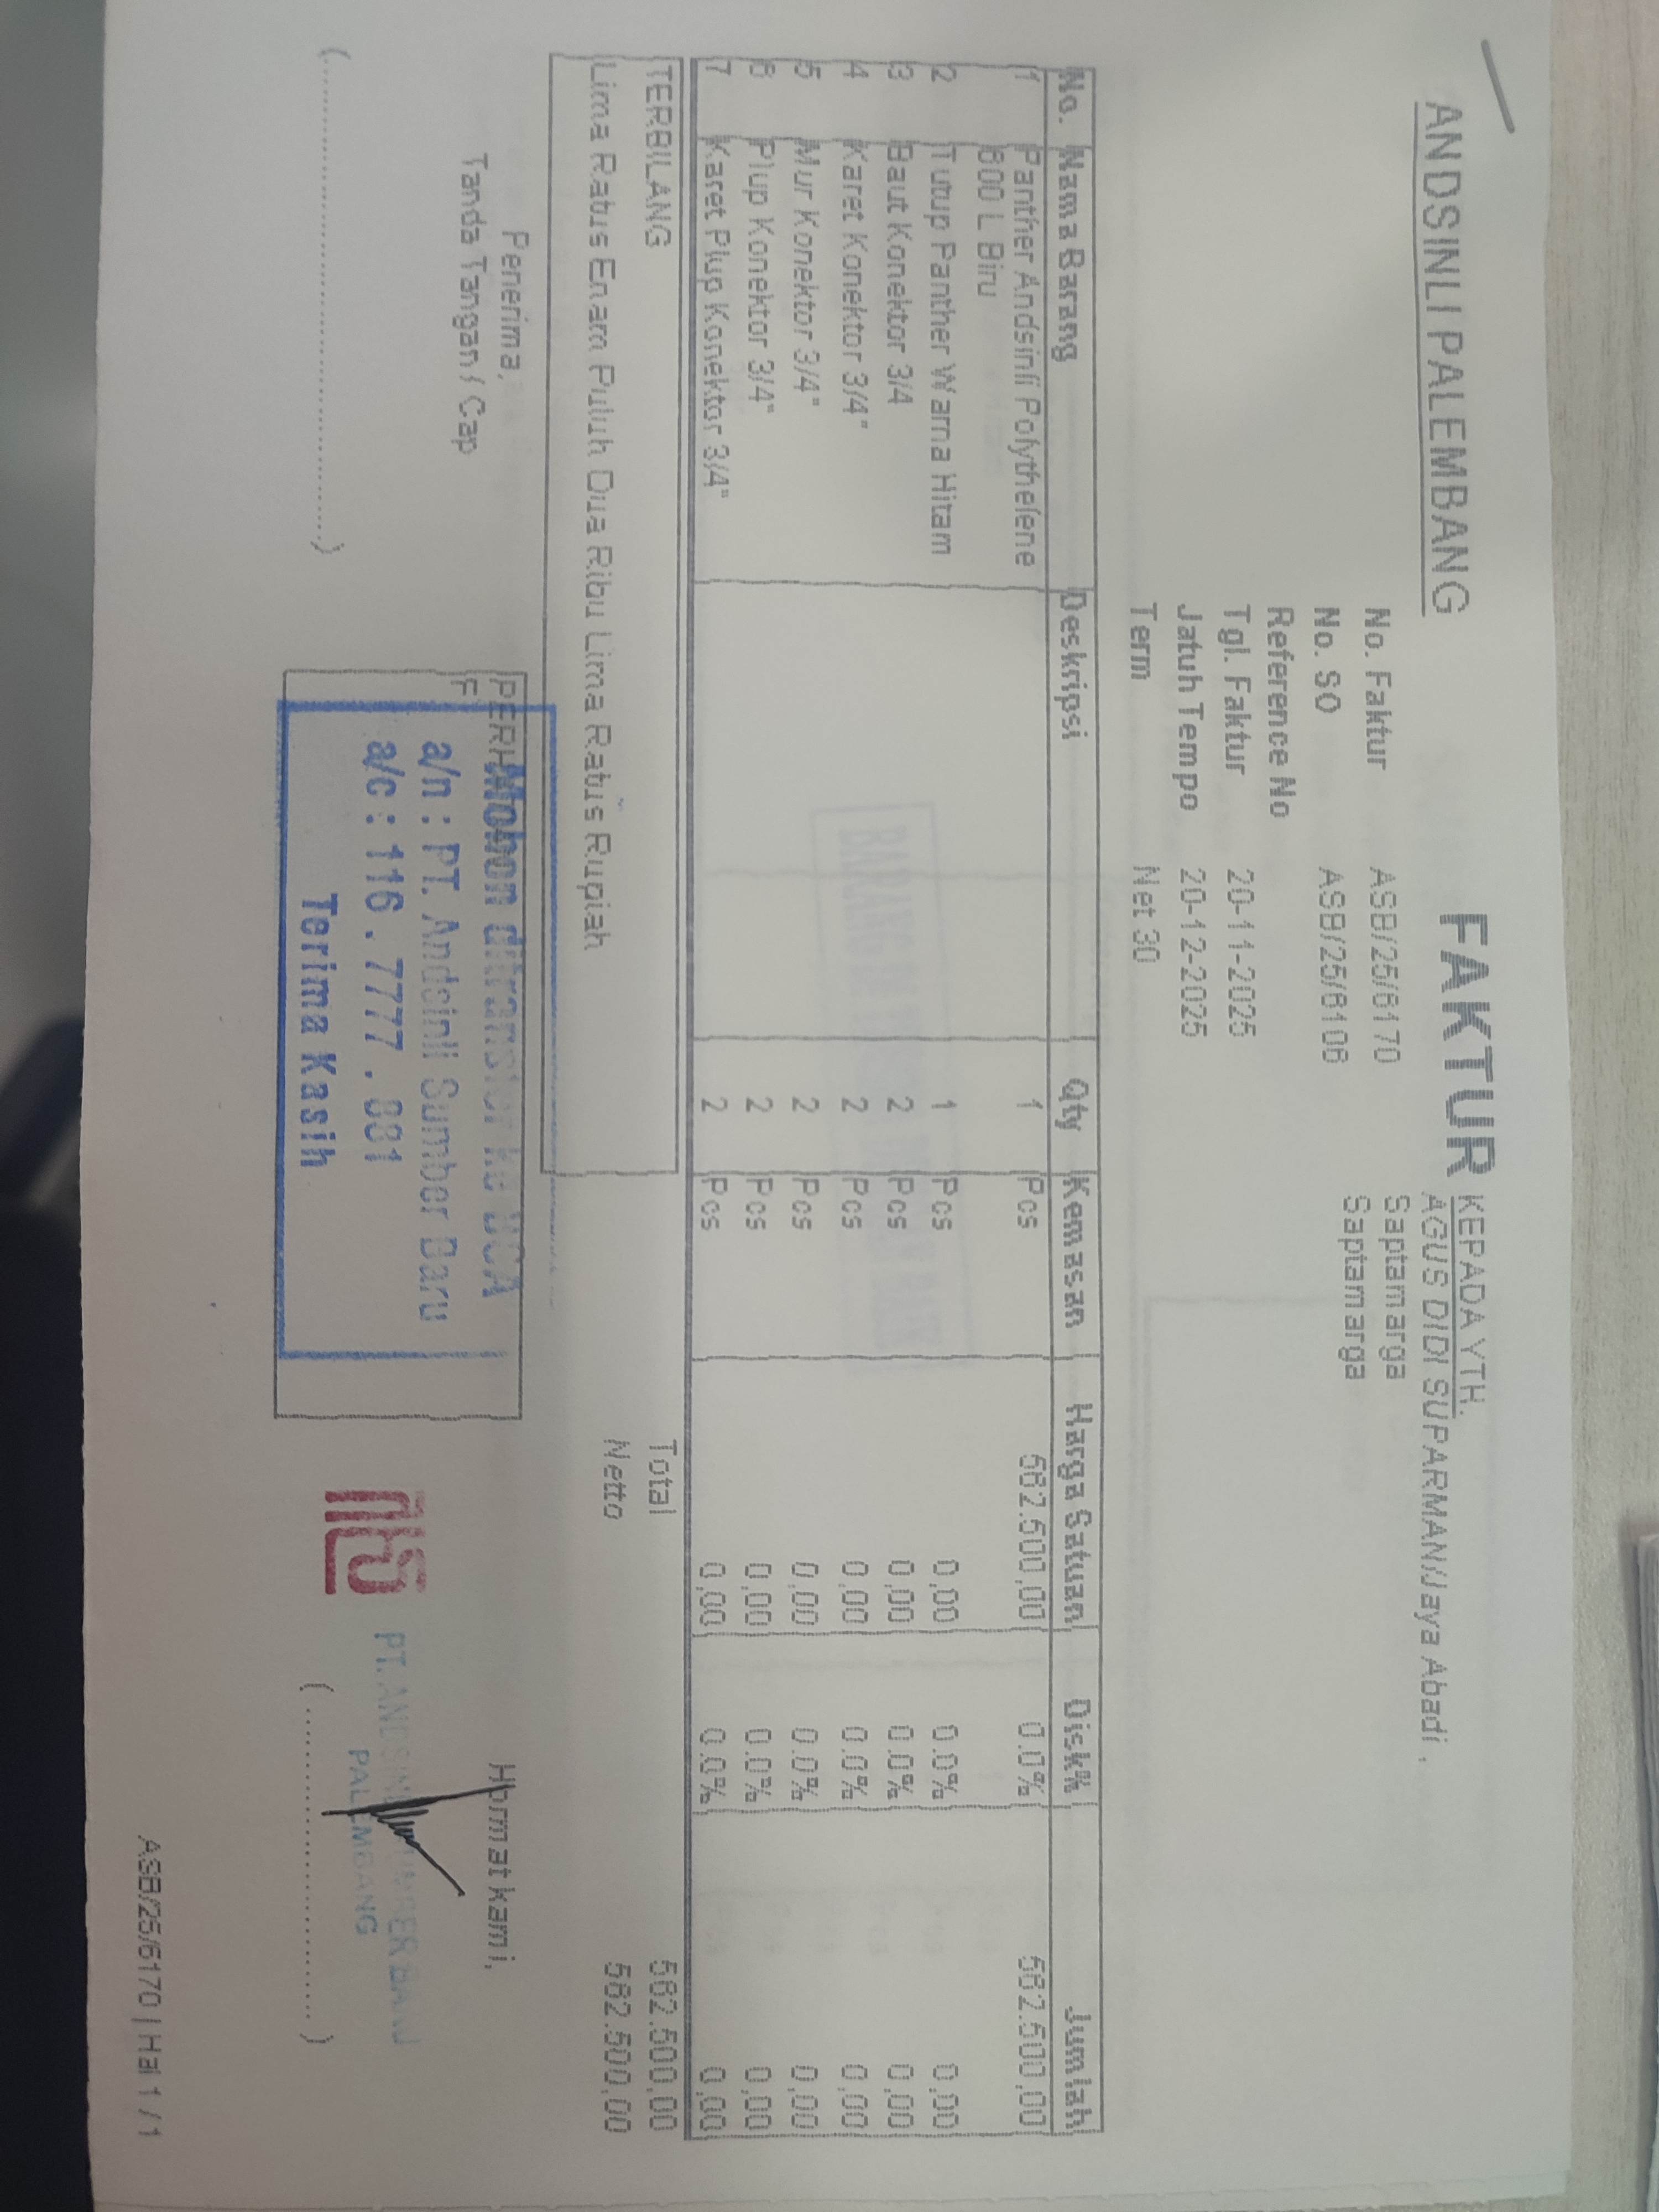 ANDSINLI PALEMBANG
FAKTUR
KEPADA YTH.
AGUS DIDI SUPARMAN/Jaya Abadi .
Saptamarga
Saptamarga
No. Faktur ASB/25/6170
No. SO ASB/25/6106
Reference No
Tgl. Faktur 20-11-2025
Jatuh Tempo 20-12-2025
Term Net 30
No. Nama Barang Deskripsi Qty Kemasan Harga Satuan Disk% Jumlah
1 Panther Andsinli Polythelene 1 Pcs 562.500,00 0.0% 562.500,00
600 L Biru
2 Tutup Panther Warna Hitam 1 Pcs 0,00 0.0% 0,00
3 Baut Konektor 3/4 2 Pcs 0,00 0.0% 0,00
4 Karet Konektor 3/4" 2 Pcs 0,00 0.0% 0,00
5 Mur Konektor 3/4" 2 Pcs 0,00 0.0% 0,00
6 Plup Konektor 3/4" 2 Pcs 0,00 0.0% 0,00
7 Karet Plup Konektor 3/4" 2 Pcs 0,00 0.0% 0,00
TERBILANG
Lima Ratus Enam Puluh Dua Ribu Lima Ratus Rupiah
Total 562.500,00
Netto 562.500,00
Penerima,
Tanda Tangan / Cap
(..............................)
Mohon ditransfer ke BCA
a/n : PT. Andsinli Sumber Baru
a/c : 116 . 7777 . 881
Terima Kasih
Hormat kami,
PT. ANDSINLI SUMBER BARU
PALEMBANG
( .............................. )
ASB/25/6170 | Hal 1 / 1